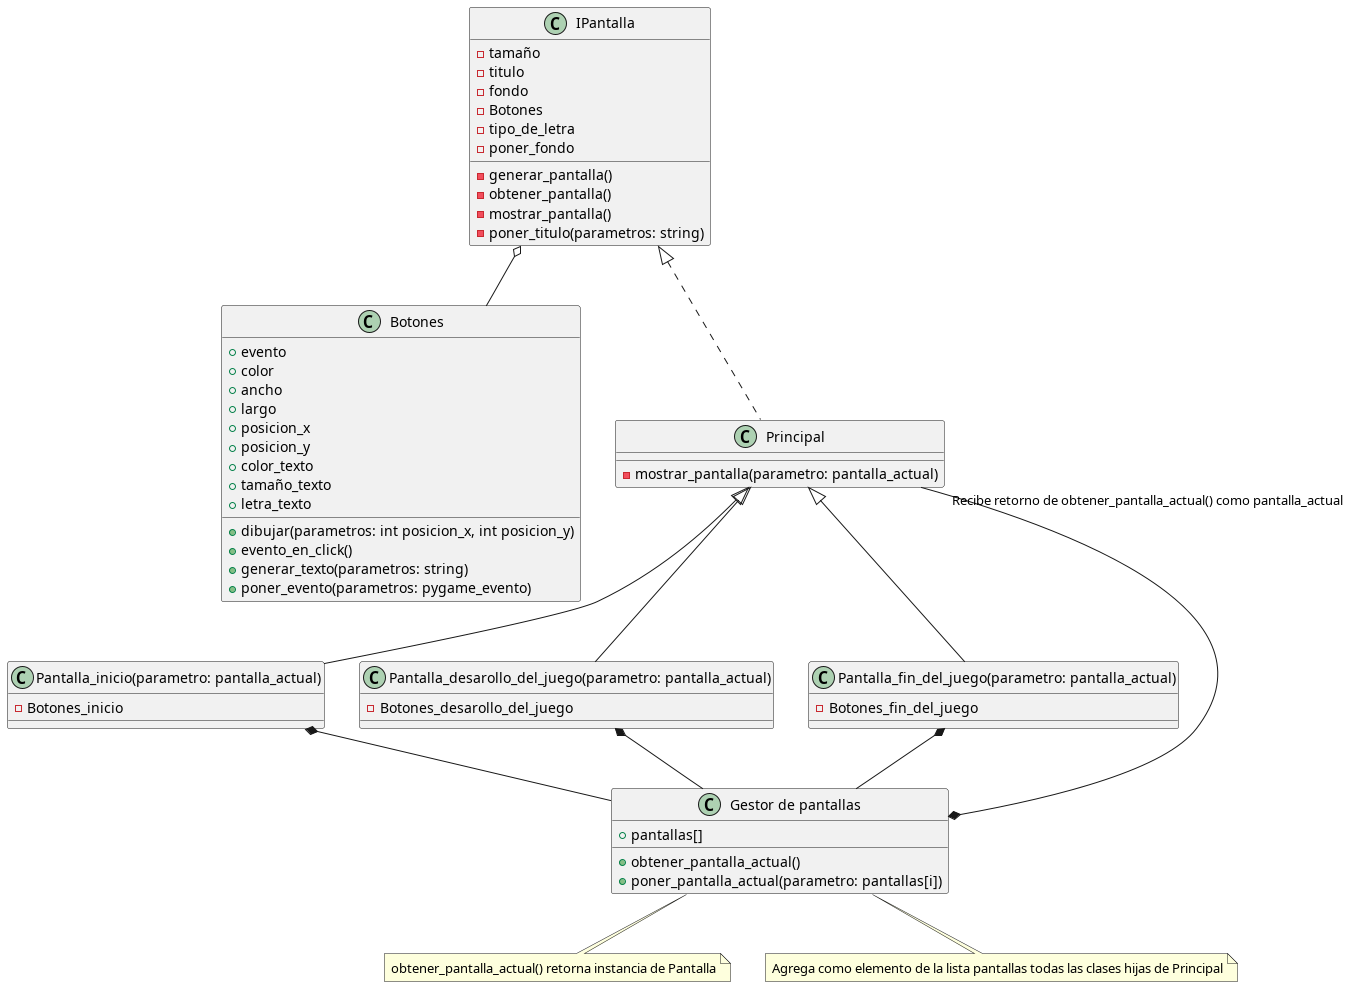 C IPantalla
tamaño
titulo
fondo
Botones
tipo_de_letra
poner_fondo
generar_pantalla()
obtener_pantalla()
mostrar_pantalla()
poner_titulo(parametros: string)
C Botones
evento
color
ancho
largo
posicion_x
posicion_y
color_texto
tamaño_texto
letra_texto
dibujar(parametros: int posicion_x, int posicion_y)
evento_en_click()
generar_texto(parametros: string)
poner_evento(parametros: pygame_evento)
C Principal
mostrar_pantalla(parametro: pantalla_actual)
Recibe retorno de obtener_pantalla_actual() como pantalla_actual
C Pantalla_inicio(parametro: pantalla_actual)
Botones_inicio
C Pantalla_desarollo_del_juego(parametro: pantalla_actual)
Botones_desarollo_del_juego
C Pantalla_fin_del_juego(parametro: pantalla_actual)
Botones_fin_del_juego
C Gestor de pantallas
pantallas[]
obtener_pantalla_actual()
poner_pantalla_actual(parametro: pantallas[i])
obtener_pantalla_actual() retorna instancia de Pantalla
Agrega como elemento de la lista pantallas todas las clases hijas de Principal